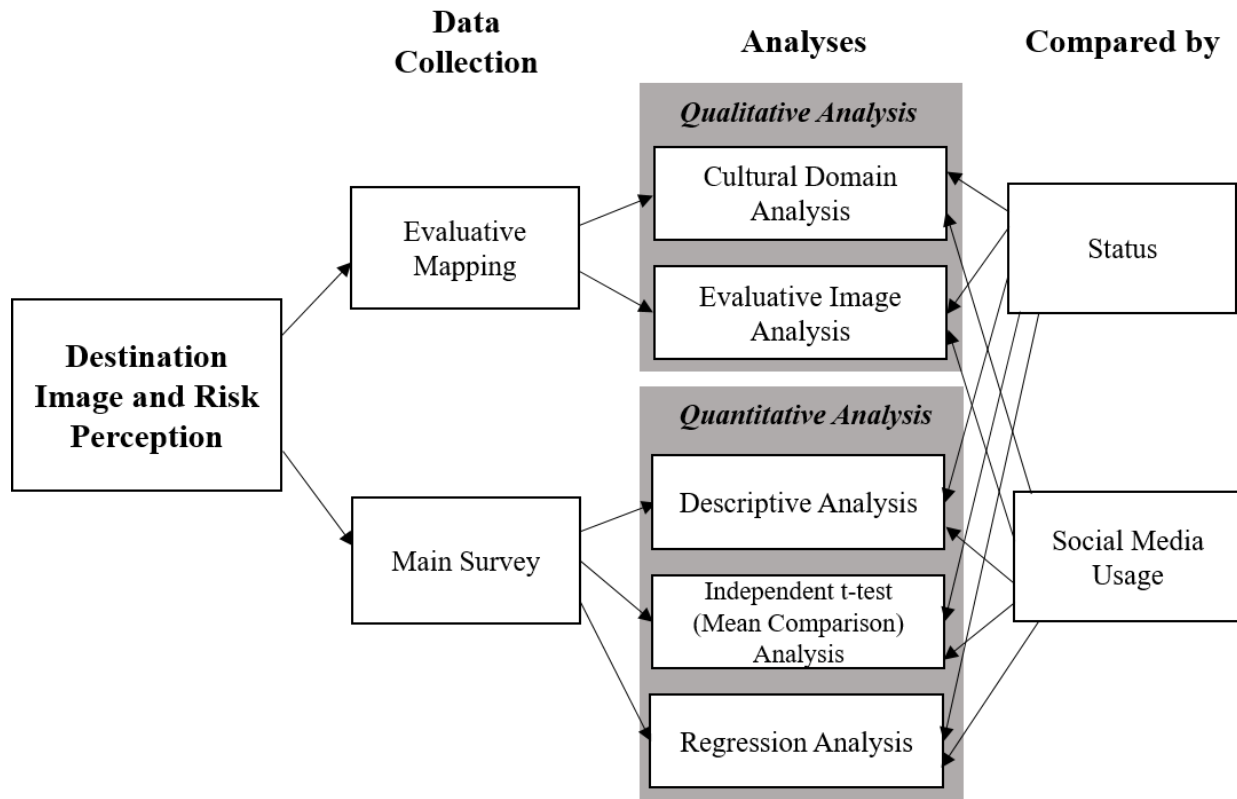 Data
Collection
Analyses
Compared by
Qualitative Analysis
Cultural Domain
Analysis
Evaluative
Mapping
Status
Evaluative Image
Analysis
Destination
Image and Risk
Perception
Quantitative Analysis
Descriptive Analysis
Main Survey
Social Media
Usage
Independent t-test
(Mean Comparison)
Analysis
Regression Analysis